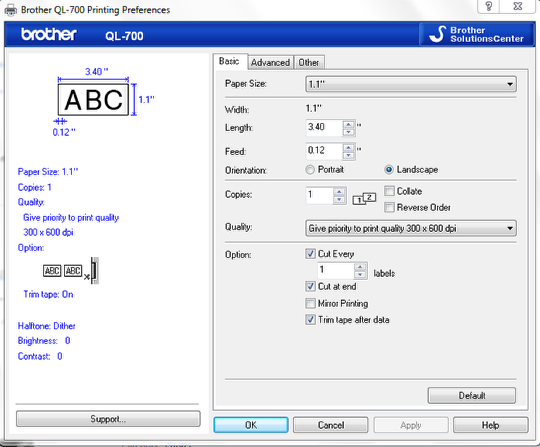 Brother QL-700 Printing Preferences
brother QL-700
Brother SolutionsCenter
3.40 "
ABC
1.1"
0.12 "
Paper Size: 1.1"
Copies: 1
Quality:
Give priority to print quality
300 x 600 dpi
Option:
ABC ABC
Trim tape: On
Halftone: Dither
Brightness: 0
Contrast: 0
Support...
Basic Advanced Other
Paper Size: 1.1"
Width: 1.1"
Length: 3.40 "
Feed: 0.12 "
Orientation: Portrait Landscape
Copies: 1 1 2 Collate
Reverse Order
Quality: Give priority to print quality 300 x 600 dpi
Option: Cut Every
1 labels
Cut at end
Mirror Printing
Trim tape after data
Default
OK Cancel Apply Help